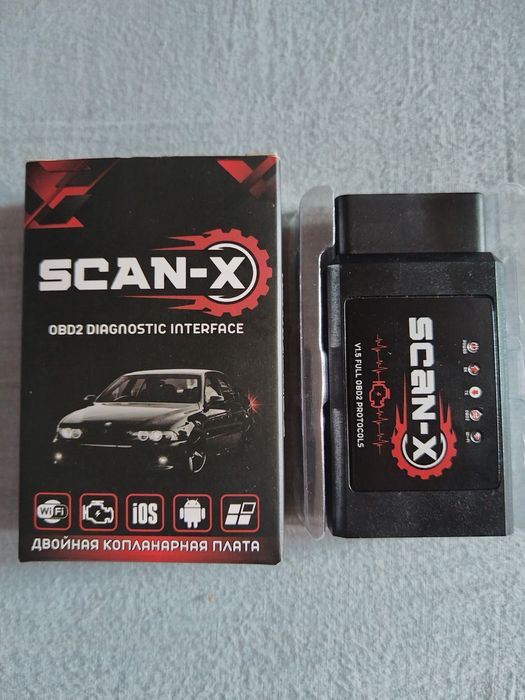 SCAN-X
OBD2 DIAGNOSTIC INTERFACE
WiFi
iOS
ДВОЙНАЯ КОПЛАНАРНАЯ ПЛАТА
SCAN-X
V1.5 FULL OBD2 PROTOCOLS